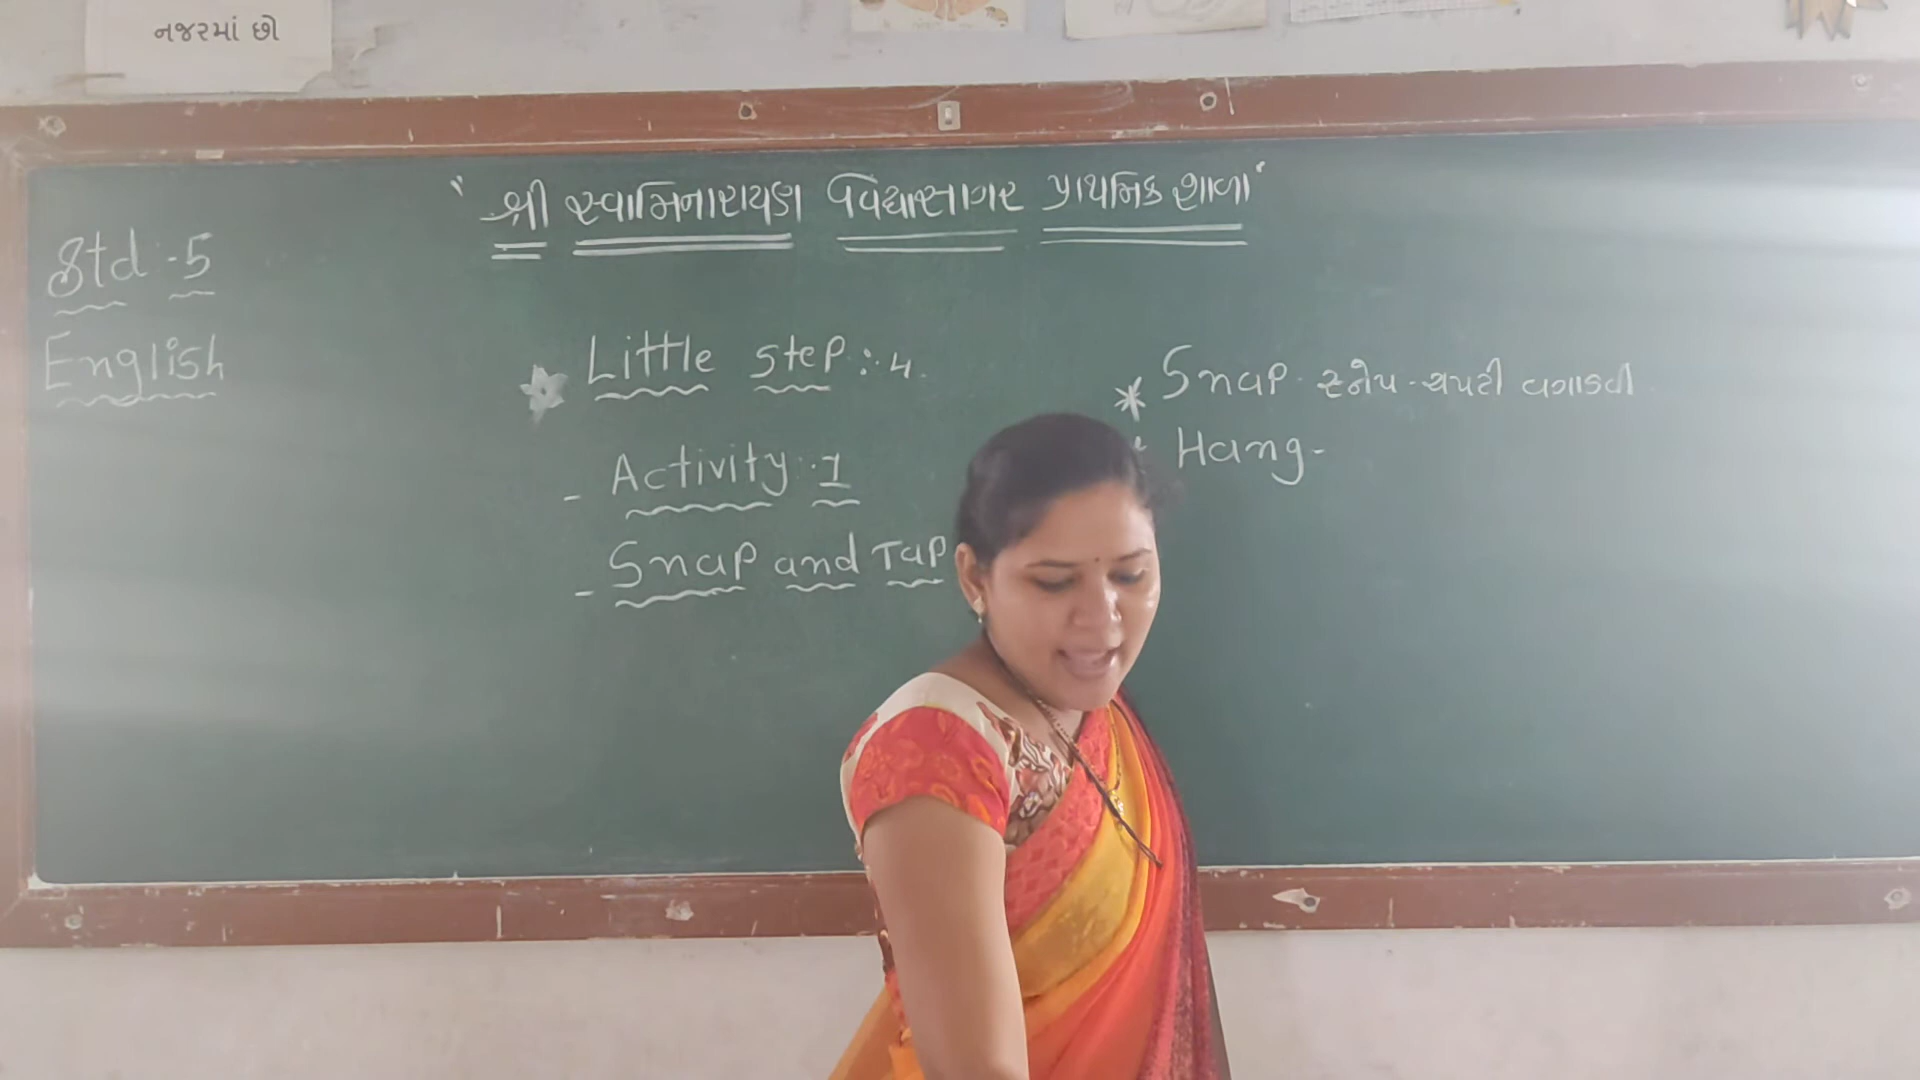 નજરમાં છો
"શ્રી સ્વામિનારાયણ વિદ્યાસાગર પ્રાથમિક શાળા"
Std :- 5
English
Little step :- 4.
- Activity :- 1
- Snap and Tap
* Snap - સ્નેપ - ચપટી વગાડવી
* Hang -